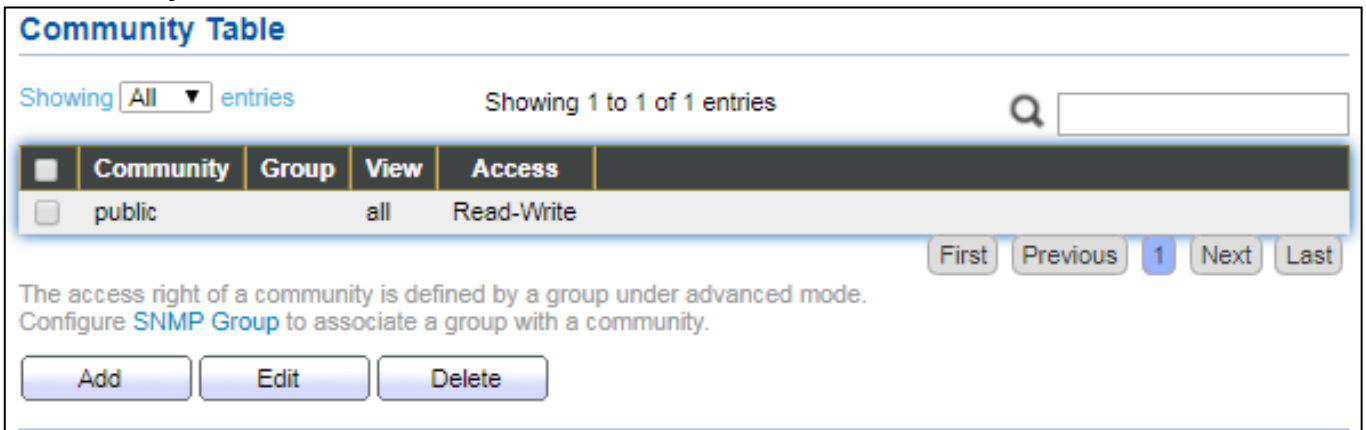 Community Table
Showing All entries Showing 1 to 1 of 1 entries
Community Group View Access
public all Read-Write
First Previous 1 Next Last
The access right of a community is defined by a group under advanced mode.
Configure SNMP Group to associate a group with a community.
Add Edit Delete